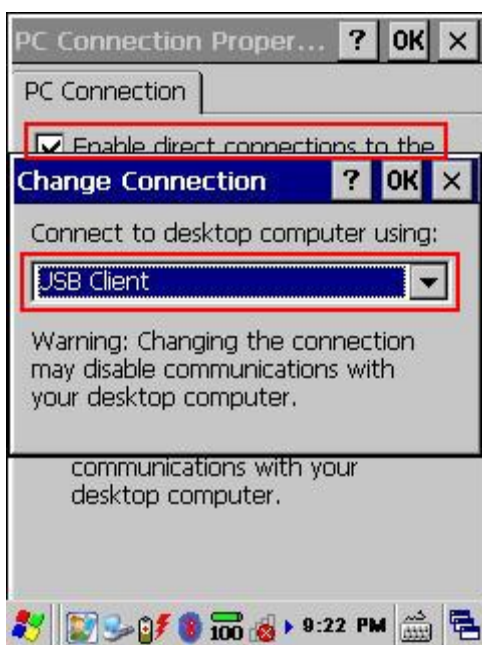 PC Connection Proper... ? OK ×
PC Connection
Enable direct connections to the
Change Connection ? OK ×
Connect to desktop computer using:
USB Client
Warning: Changing the connection
may disable communications with
your desktop computer.
communications with your
desktop computer.
100 9:22 PM